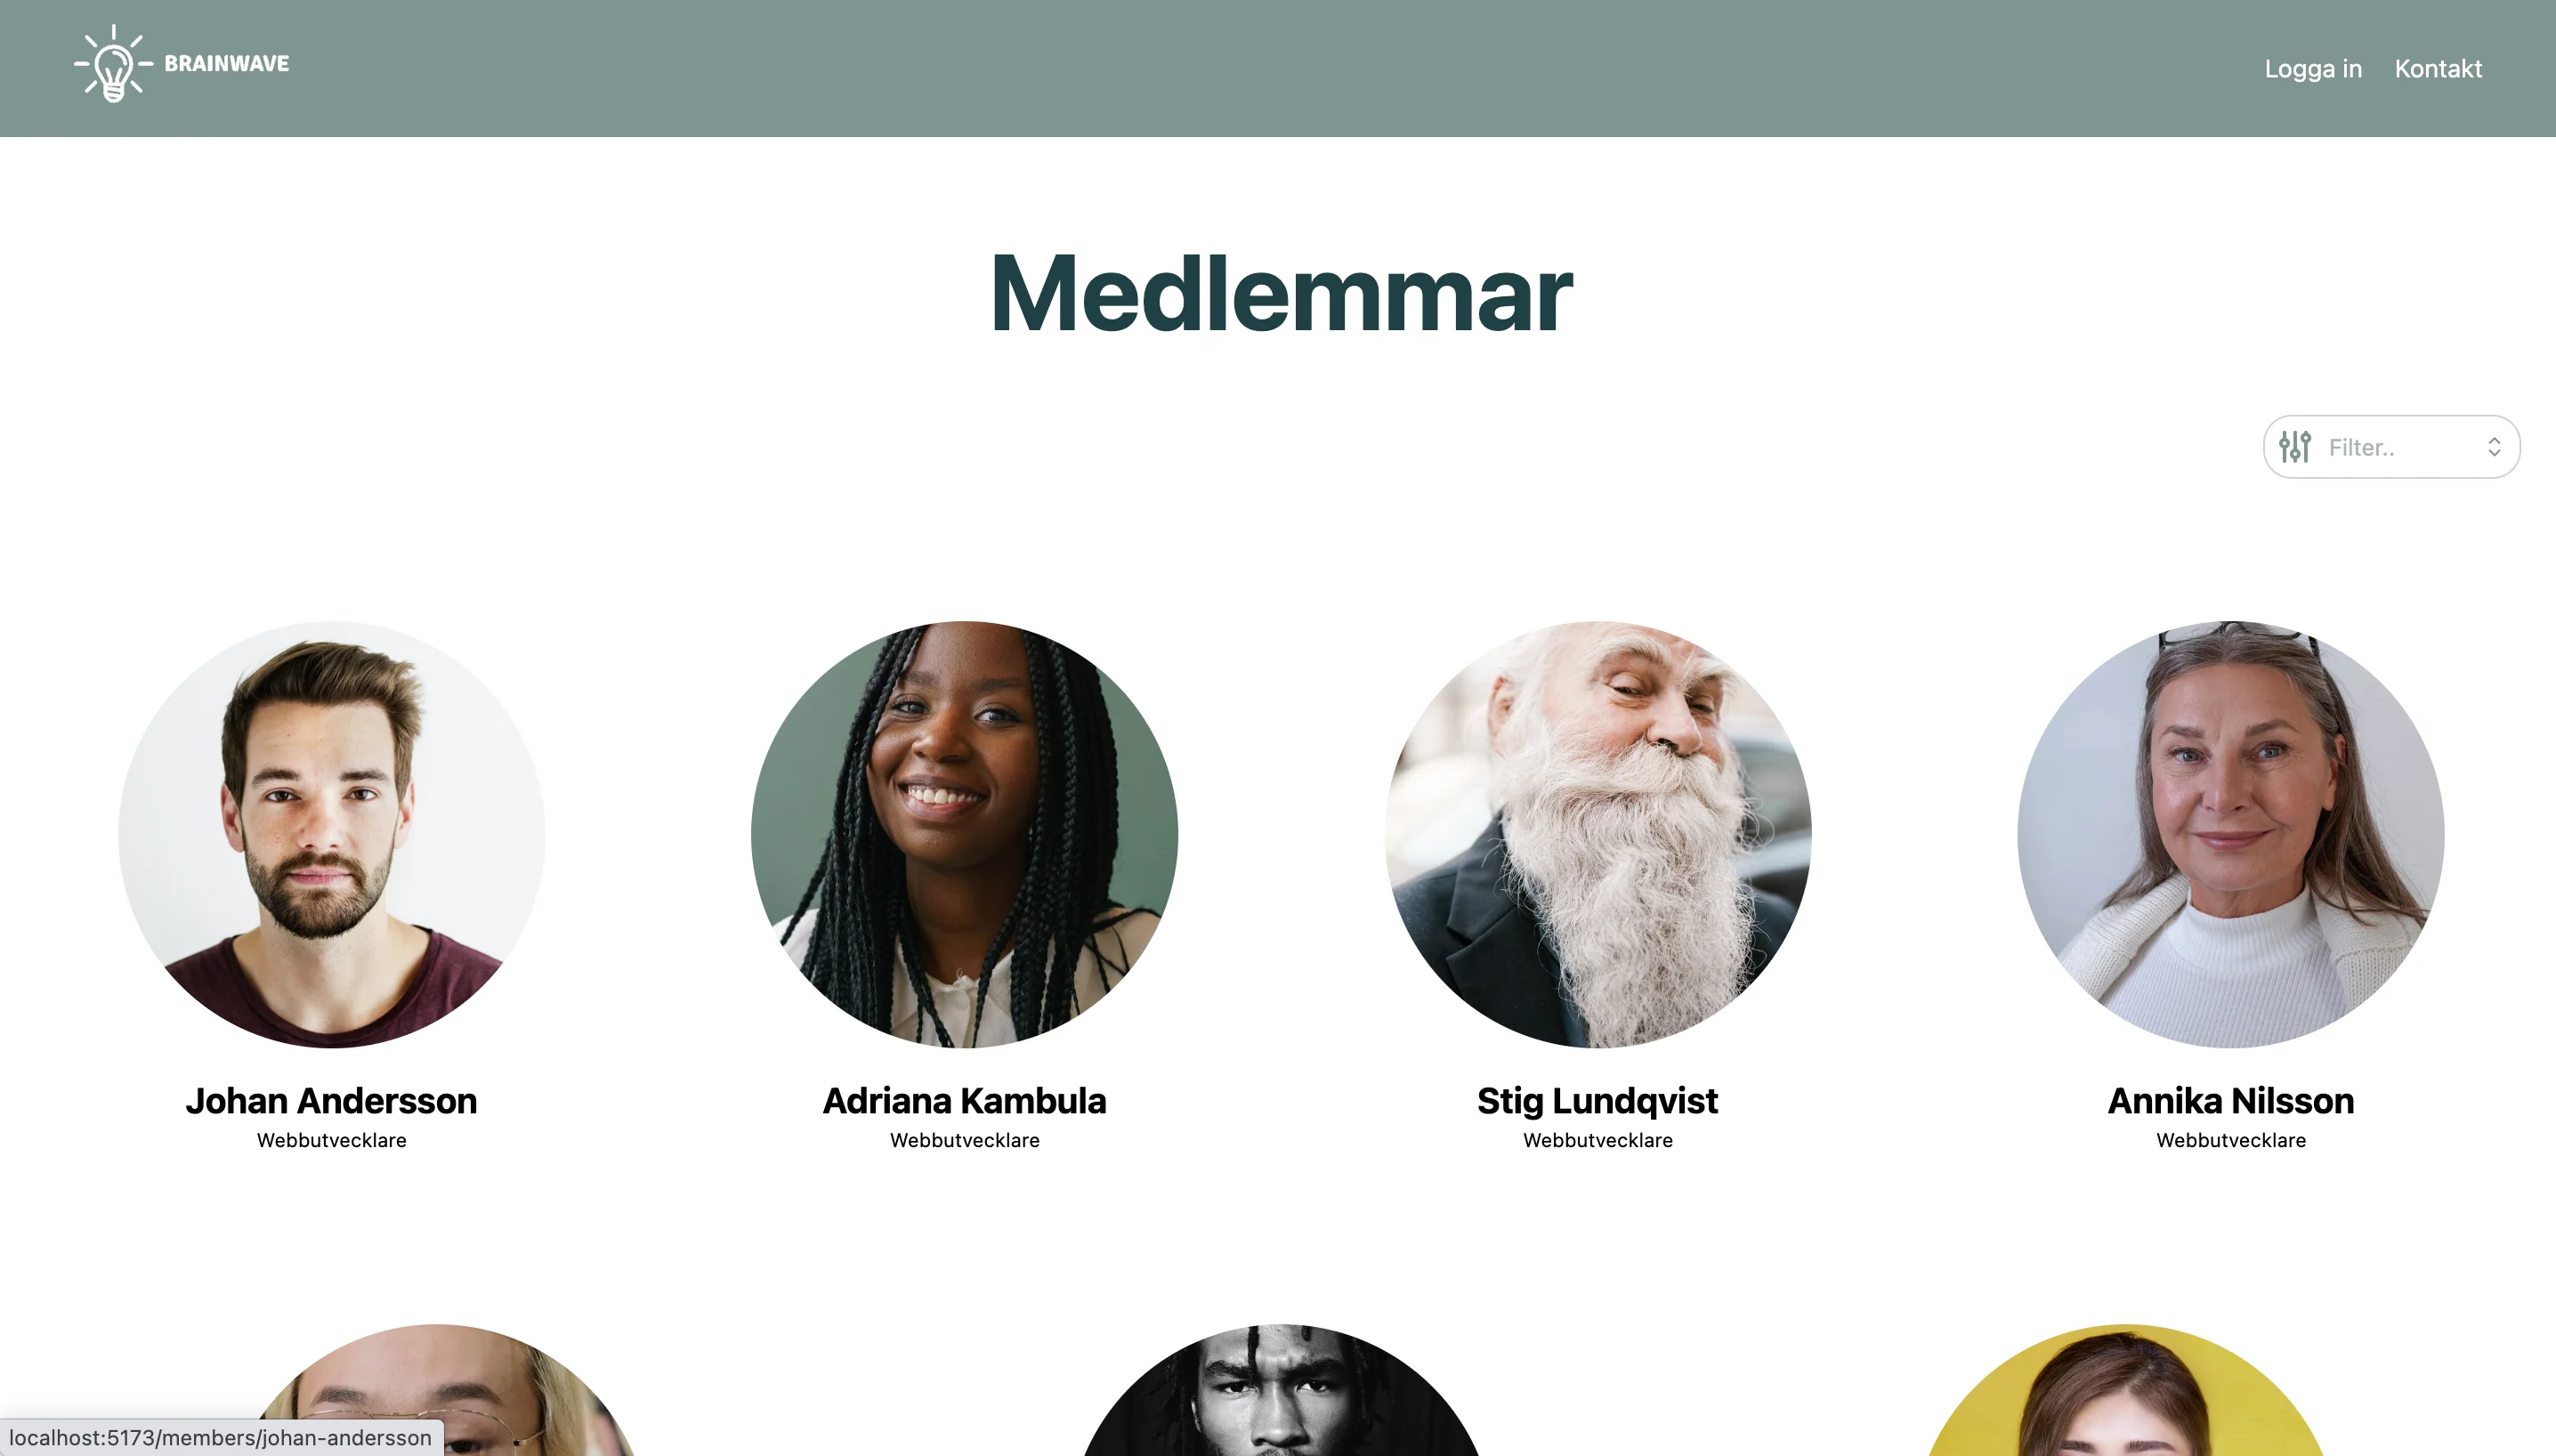 BRAINWAVE
Logga in Kontakt
Medlemmar
Filter..
Johan Andersson
Webbutvecklare
Adriana Kambula
Webbutvecklare
Stig Lundqvist
Webbutvecklare
Annika Nilsson
Webbutvecklare
localhost:5173/members/johan-andersson